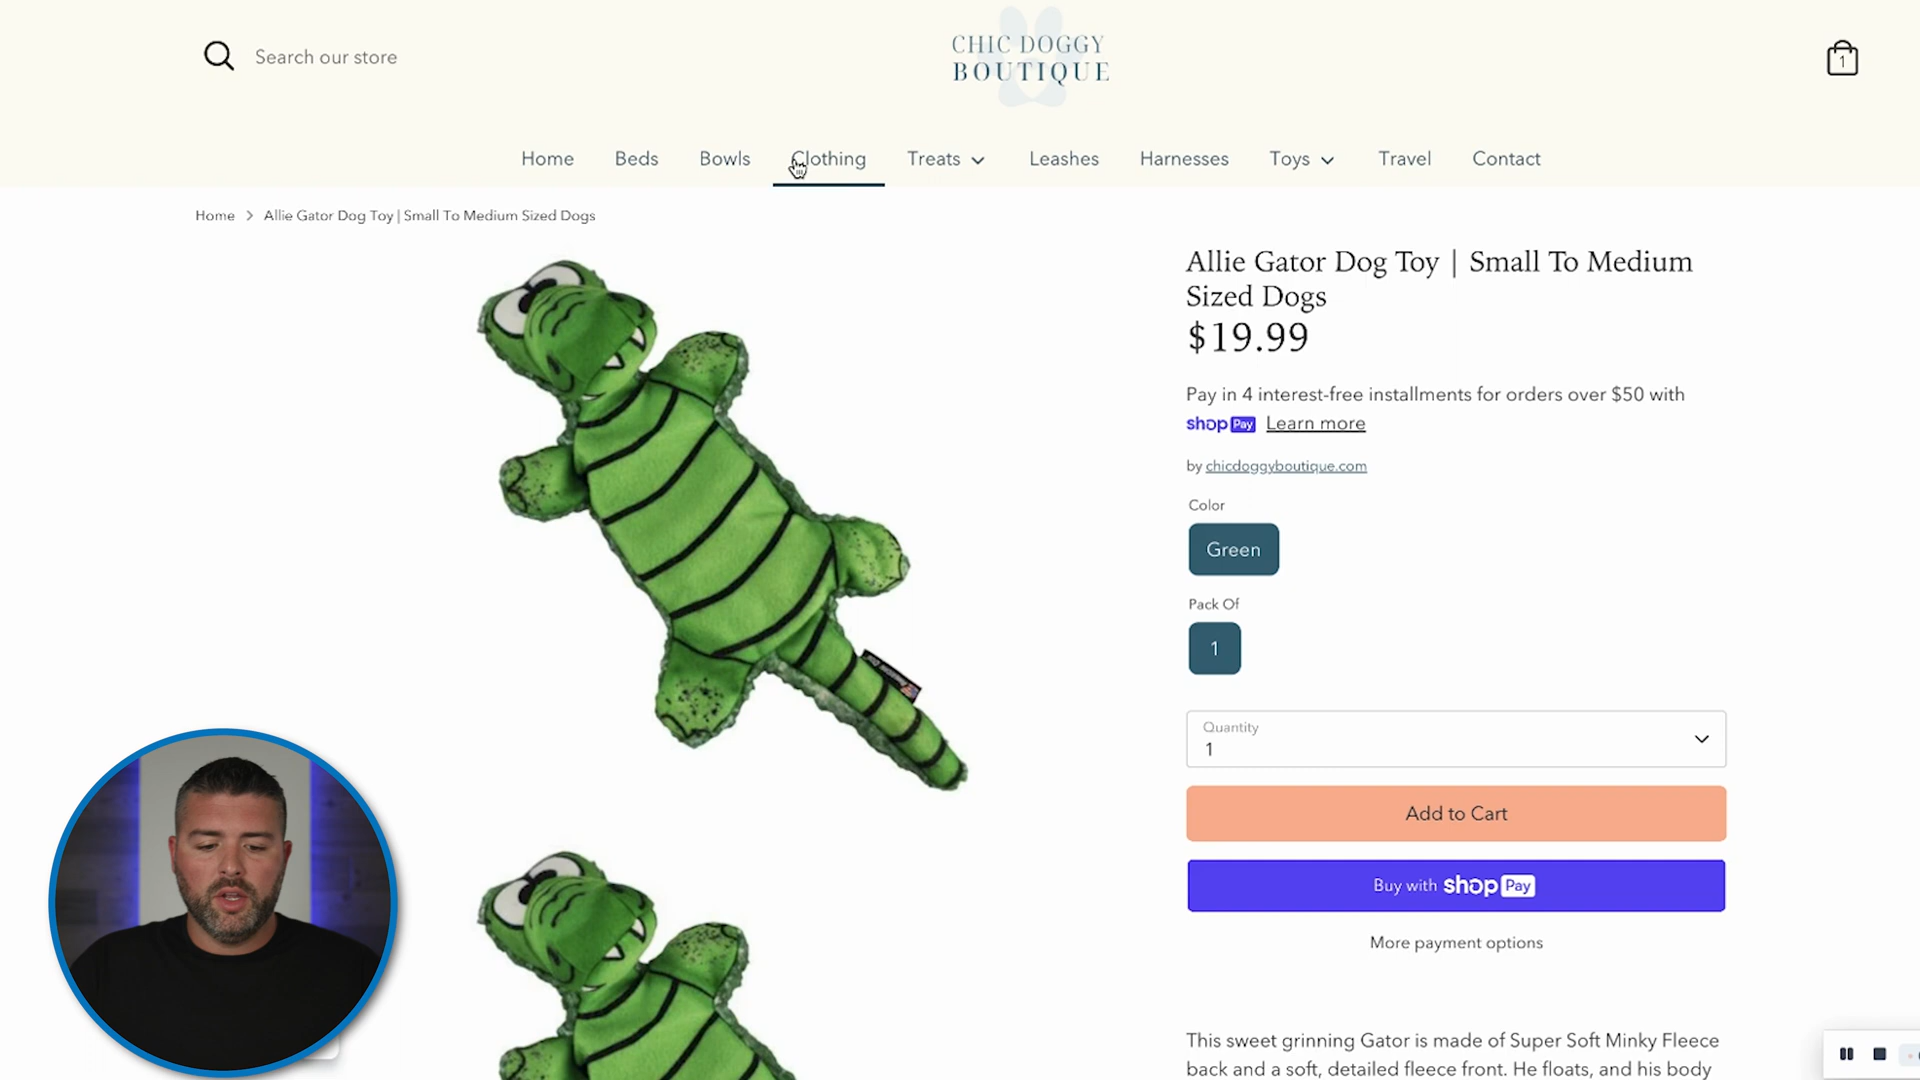 Search our store
CHIC DOGGY
BOUTIQUE
1
Home
Beds
Bowls
Clothing
Treats
Leashes
Harnesses
Toys
Travel
Contact
Home
Allie Gator Dog Toy | Small To Medium Sized Dogs
Allie Gator Dog Toy | Small To Medium
Sized Dogs
$19.99
Pay in 4 interest-free installments for orders over $50 with
shop Pay Learn more
by chicdoggyboutique.com
Color
Green
Pack Of
1
Quantity
1
Add to Cart
Buy with shop Pay
More payment options
This sweet grinning Gator is made of Super Soft Minky Fleece
back and a soft, detailed fleece front. He floats, and his body